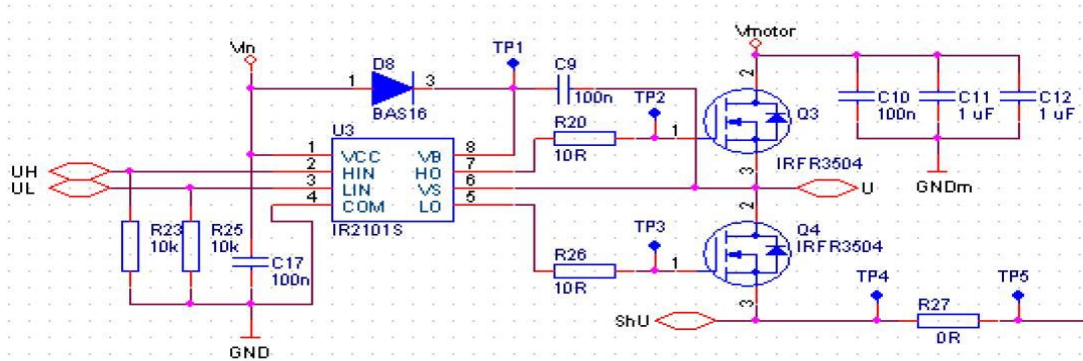 Vin
D8
1
3
BAS16
TP1
C9
100n
Vmotor
2
C10
100n
C11
1 uF
C12
1 uF
GNDm
U3
1 VCC VB 8
2 HIN HO 7
3 LIN VS 6
4 COM LO 5
IR2101S
R20
10R
TP2
1
Q3
3
IRFR3504
UH
UL
U
R23
10k
R25
10k
C17
100n
GND
R26
10R
TP3
1
2
Q4
IRFR3504
3
ShU
TP4
R27
0R
TP5